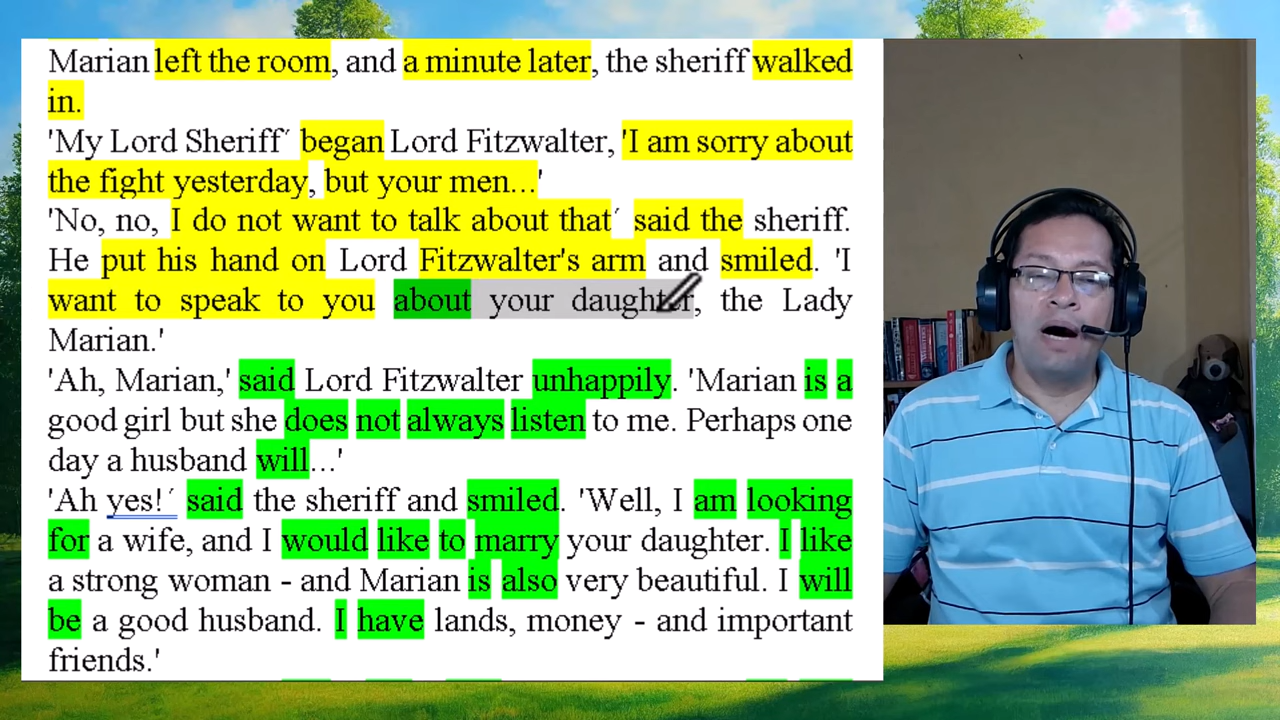 Marian left the room, and a minute later, the sheriff walked
in.
'My Lord Sheriff´ began Lord Fitzwalter, 'I am sorry about
the fight yesterday, but your men...'
'No, no, I do not want to talk about that´ said the sheriff.
He put his hand on Lord Fitzwalter's arm and smiled. 'I
want to speak to you about your daughter, the Lady
Marian.'
'Ah, Marian,' said Lord Fitzwalter unhappily. 'Marian is a
good girl but she does not always listen to me. Perhaps one
day a husband will...'
'Ah yes!´ said the sheriff and smiled. 'Well, I am looking
for a wife, and I would like to marry your daughter. I like
a strong woman - and Marian is also very beautiful. I will
be a good husband. I have lands, money - and important
friends.'